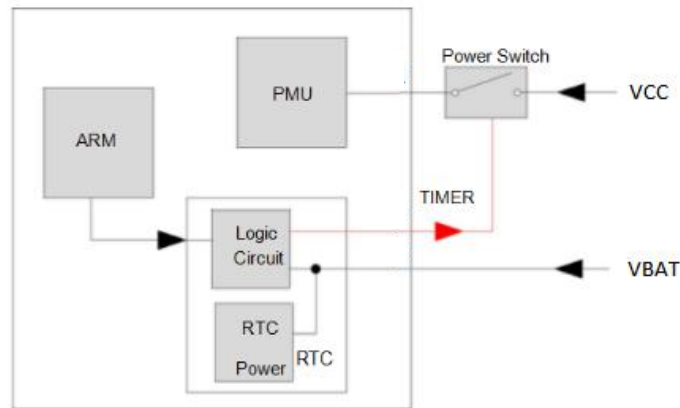 Power Switch
PMU
VCC
ARM
TIMER
Logic
Circuit
VBAT
RTC
Power
RTC